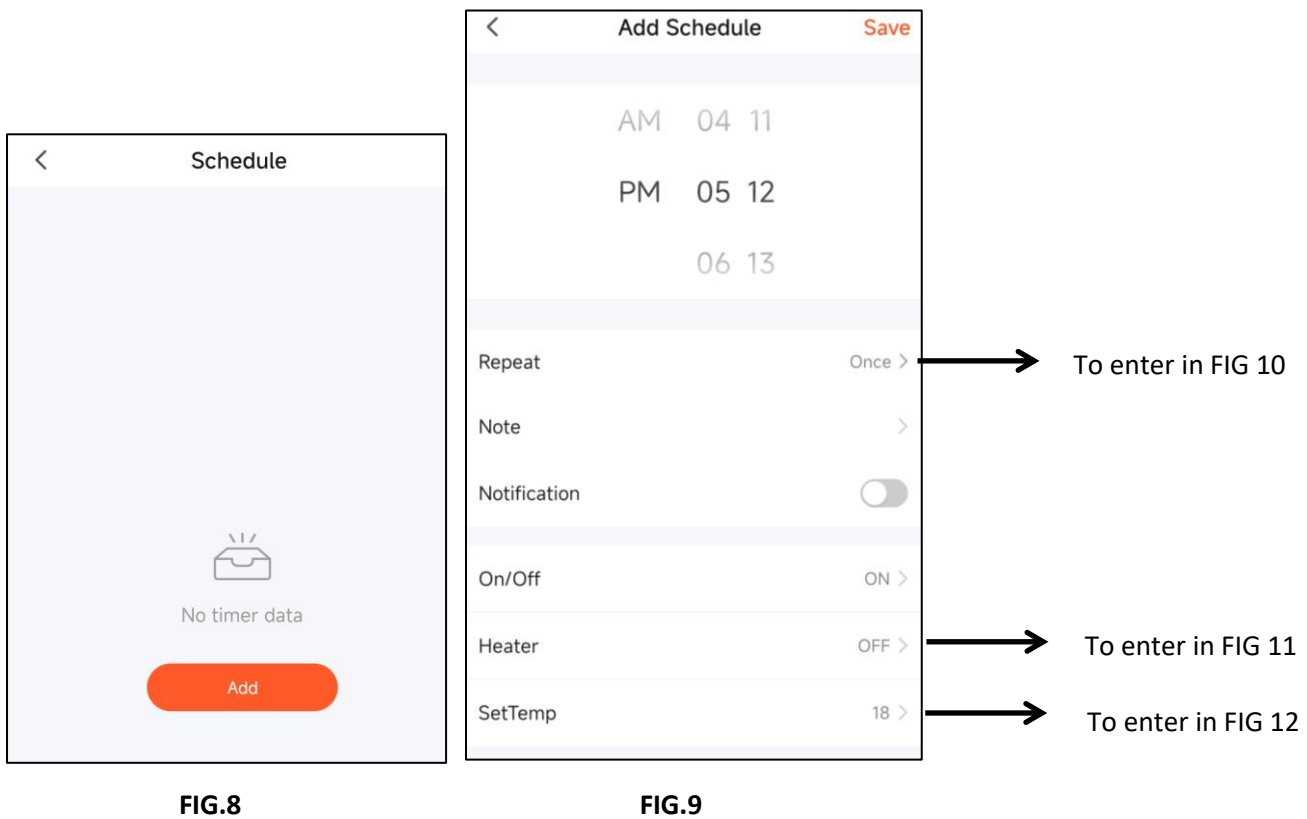 Schedule
No timer data
Add
FIG.8
Add Schedule Save
AM 04 11
PM 05 12
06 13
Repeat Once
To enter in FIG 10
Note
Notification
On/Off ON
Heater OFF
To enter in FIG 11
SetTemp 18
To enter in FIG 12
FIG.9